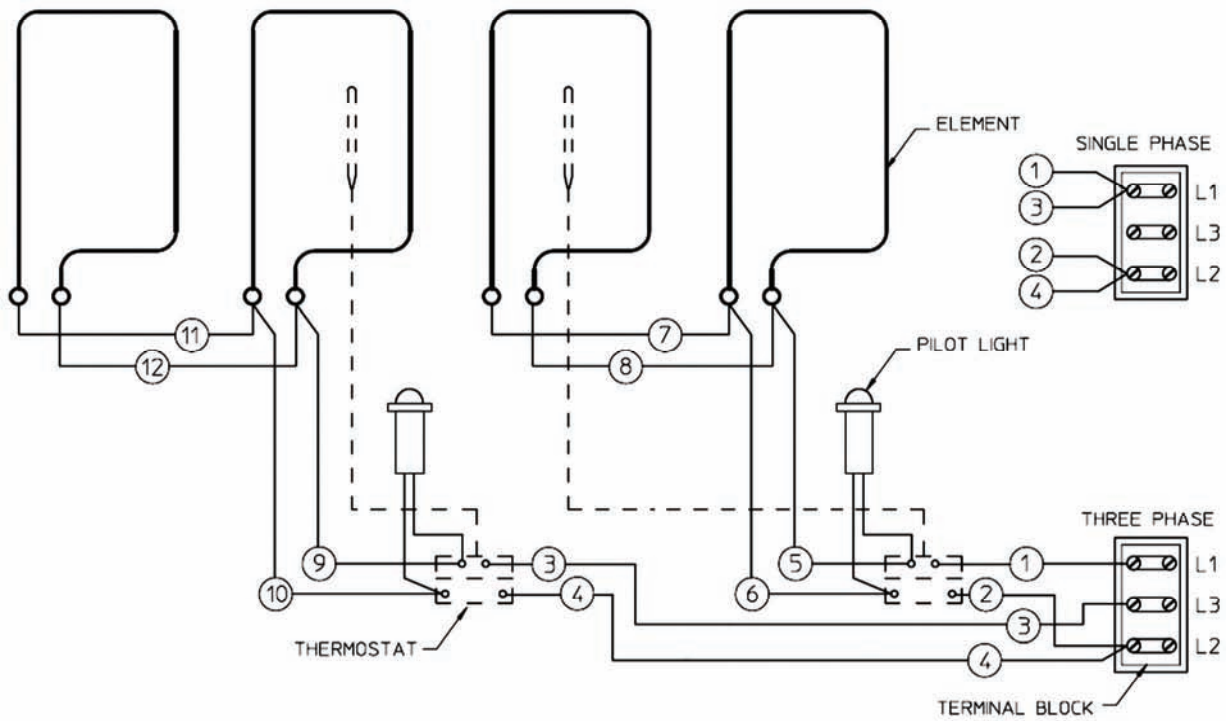 ELEMENT
SINGLE PHASE
1
L1
3
L3
2
L2
4
11
7
12
8
PILOT LIGHT
THREE PHASE
9
3
5
1
L1
10
4
6
2
L3
3
THERMOSTAT
L2
4
TERMINAL BLOCK